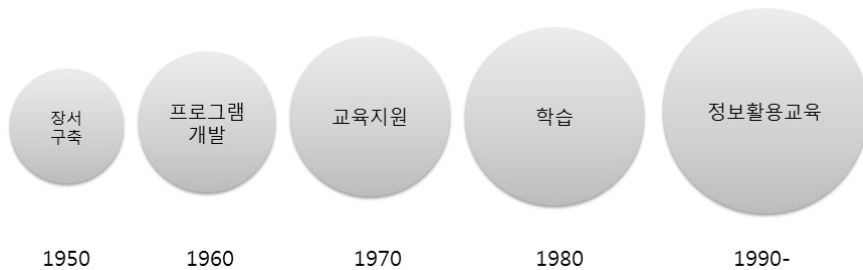 장서
구축
프로그램
개발
교육지원
학습
정보활용교육
1950
1960
1970
1980
1990-